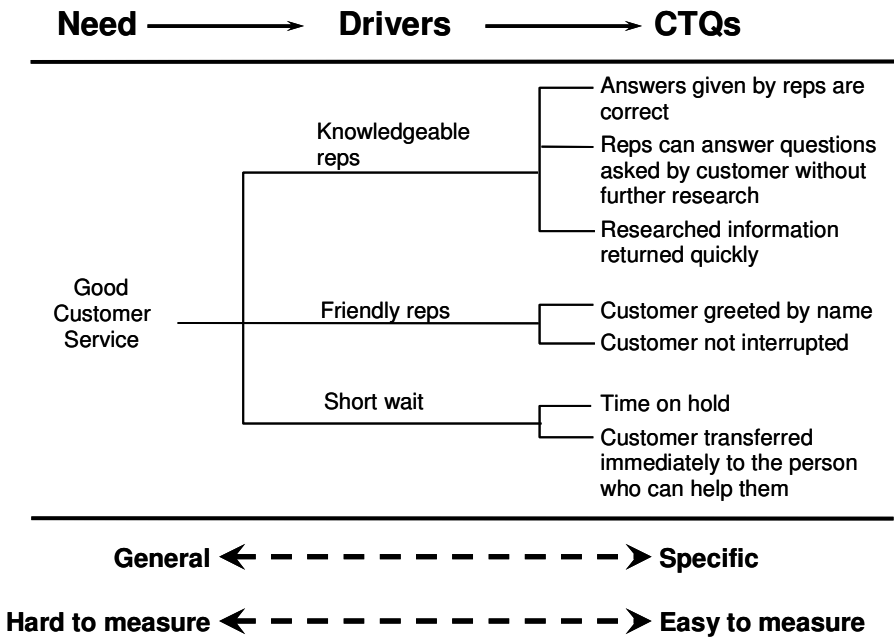 Need Drivers CTQs
Knowledgeable
reps
Answers given by reps are
correct
Reps can answer questions
asked by customer without
further research
Researched information
returned quickly
Good
Customer
Service
Friendly reps
Customer greeted by name
Customer not interrupted
Short wait
Time on hold
Customer transferred
immediately to the person
who can help them
General Specific
Hard to measure Easy to measure